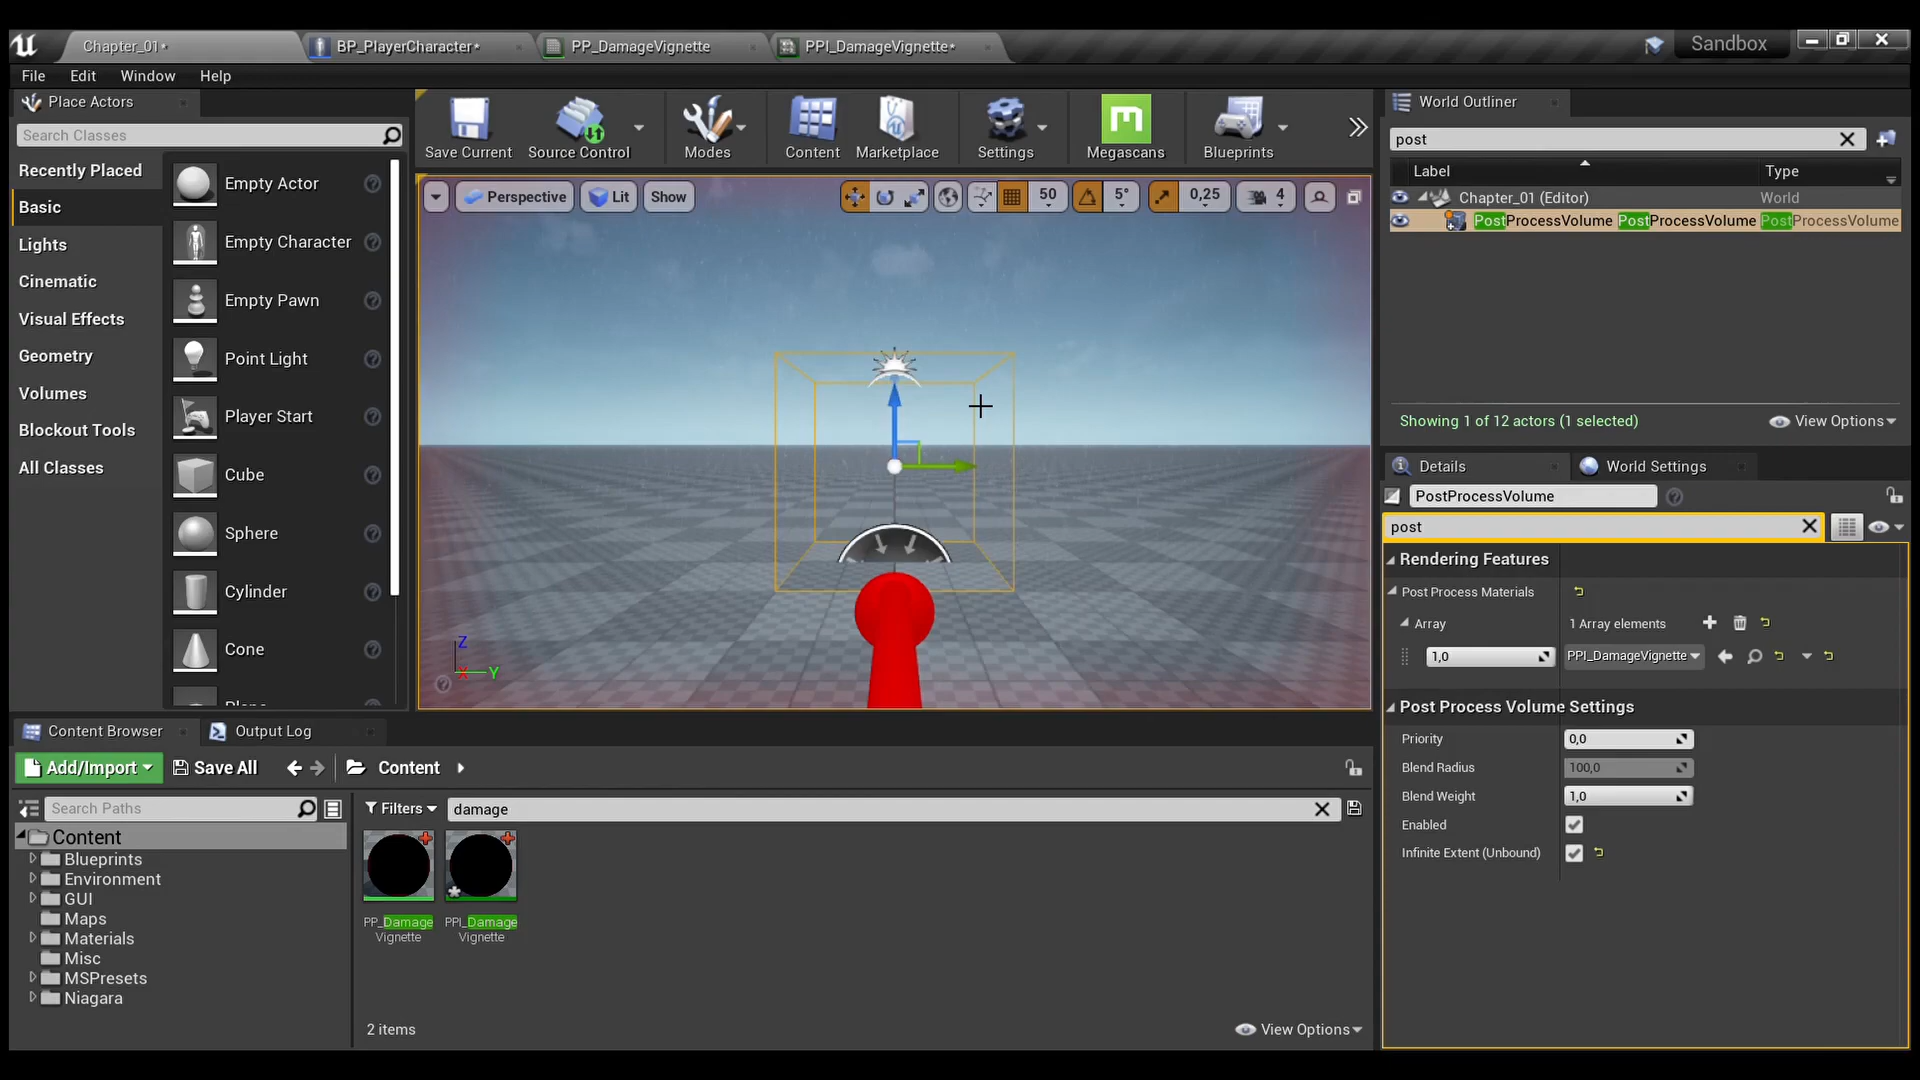 Chapter_01*
BP_PlayerCharacter*
PP_DamageVignette
PPI_DamageVignette*
Sandbox
File Edit Window Help
Place Actors
Search Classes
Recently Placed
Basic
Lights
Cinematic
Visual Effects
Geometry
Volumes
Blockout Tools
All Classes
Empty Actor
Empty Character
Empty Pawn
Point Light
Player Start
Cube
Sphere
Cylinder
Cone
Save Current
Source Control
Modes
Content
Marketplace
Settings
Megascans
Blueprints
Perspective
Lit
Show
50
5°
0,25
4
Z
X
Y
World Outliner
post
Label Type
Chapter_01 (Editor) World
PostProcessVolume PostProcessVolume PostProcessVolume
Showing 1 of 12 actors (1 selected)
View Options
Details
World Settings
PostProcessVolume
post
Rendering Features
Post Process Materials
Array 1 Array elements
1,0 PPI_DamageVignette
Post Process Volume Settings
Priority 0,0
Blend Radius 100,0
Blend Weight 1,0
Enabled
Infinite Extent (Unbound)
Content Browser
Output Log
Add/Import
Save All
Content
Search Paths
Filters
damage
Content
Blueprints
Environment
GUI
Maps
Materials
Misc
MSPresets
Niagara
PP_Damage
Vignette
PPI_Damage
Vignette
2 items
View Options